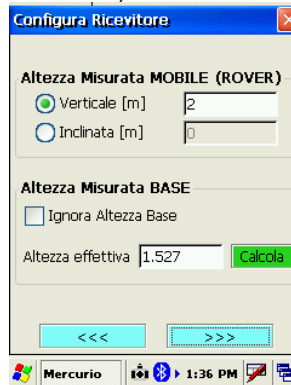 Configura Ricevitore
Altezza Misurata MOBILE (ROVER)
Verticale [m] 2
Inclinata [m] 0
Altezza Misurata BASE
Ignora Altezza Base
Altezza effettiva 1.527 Calcola
<<< >>>
Mercurio 1:36 PM